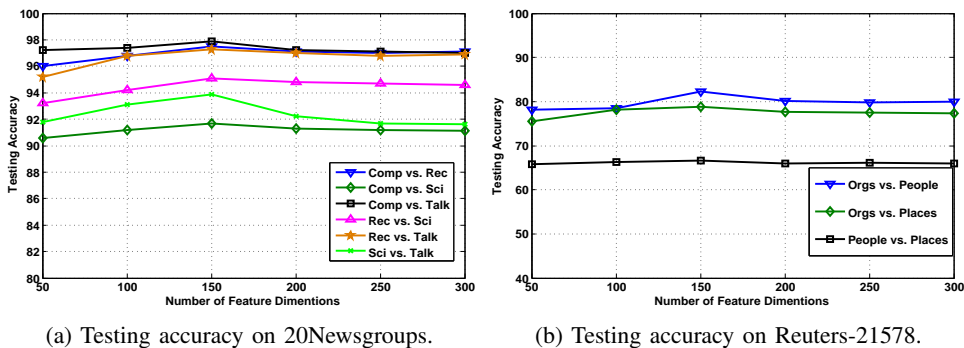 100
98
96
94
92
90
88
86
84
82
80
Testing Accuracy
50 100 150 200 250 300
Number of Feature Dimentions
Comp vs. Rec
Comp vs. Sci
Comp vs. Talk
Rec vs. Sci
Rec vs. Talk
Sci vs. Talk
(a) Testing accuracy on 20Newsgroups.
100
90
80
70
60
50
40
Testing Accuracy
50 100 150 200 250 300
Number of Feature Dimentions
Orgs vs. People
Orgs vs. Places
People vs. Places
(b) Testing accuracy on Reuters-21578.